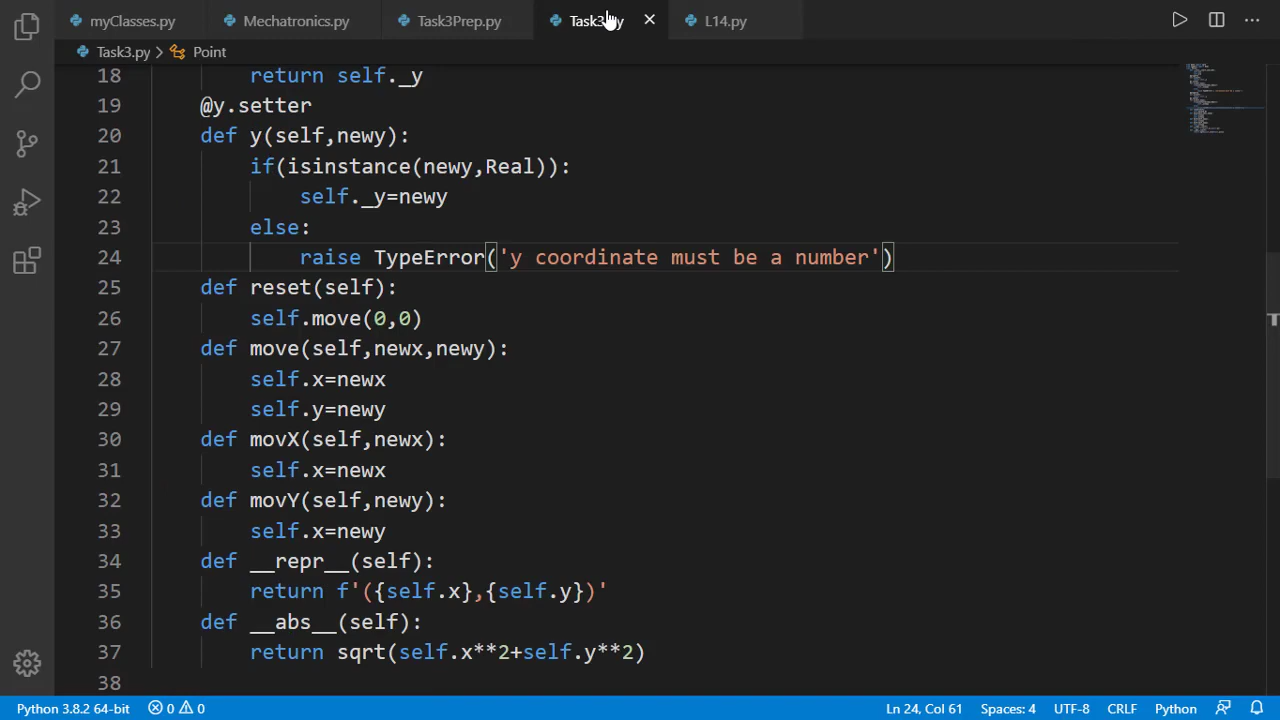 myClasses.py Mechatronics.py Task3Prep.py Task3.py L14.py
Task3.py Point
18 return self._y
19 @y.setter
20 def y(self,newy):
21 if(isinstance(newy,Real)):
22 self._y=newy
23 else:
24 raise TypeError('y coordinate must be a number')
25 def reset(self):
26 self.move(0,0)
27 def move(self,newx,newy):
28 self.x=newx
29 self.y=newy
30 def movX(self,newx):
31 self.x=newx
32 def movY(self,newy):
33 self.x=newy
34 def __repr__(self):
35 return f'({self.x},{self.y})'
36 def __abs__(self):
37 return sqrt(self.x**2+self.y**2)
38
Python 3.8.2 64-bit 0 0 Ln 24, Col 61 Spaces: 4 UTF-8 CRLF Python